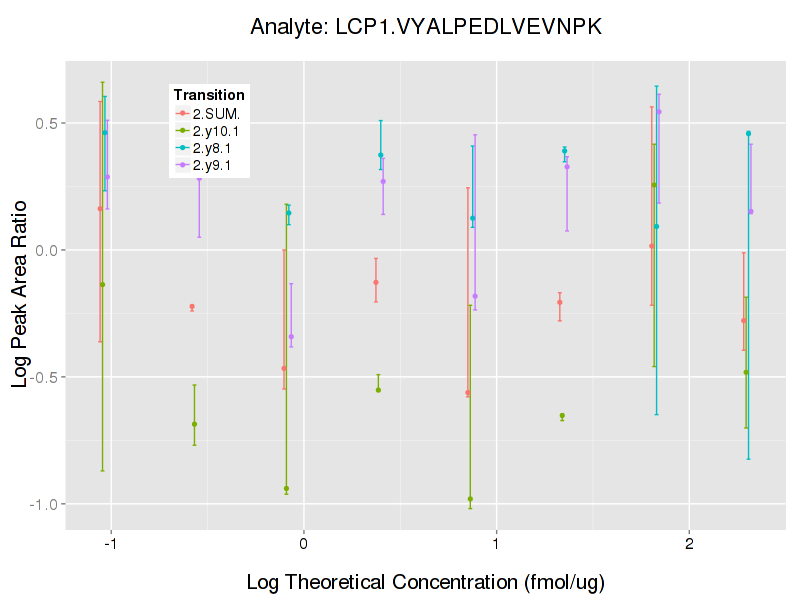 Analyte: LCP1.VYALPEDLVEVNPK
Transition
2.SUM.
2.y10.1
2.y8.1
2.y9.1
Log Peak Area Ratio
0.5
0.0
-0.5
-1.0
-1
0
1
2
Log Theoretical Concentration (fmol/ug)